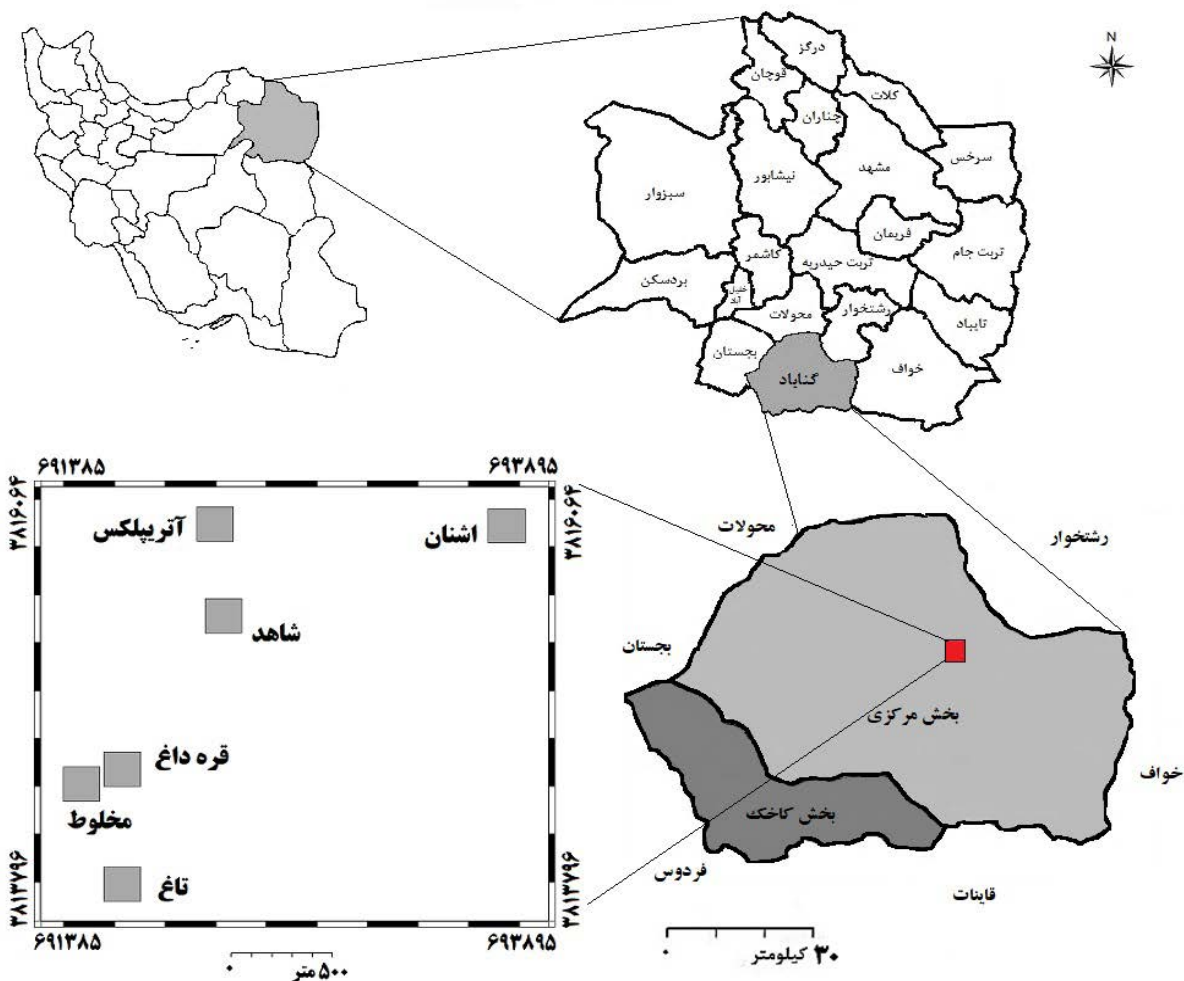 N
درگز
قوچان
کلات
چناران
سرخس
مشهد
نیشابور
سبزوار
فریمان
تربت جام
کاشمر
تربت حیدریه
بردسکن
خلیل
آباد
محولات
رشتخوار
تایباد
بجستان
گناباد
خواف
۶۹۱۳۸۵
۶۹۳۸۹۵
۳۸۱۶۰۶۴
۳۸۱۶۰۶۴
آتریپلکس
اشنان
شاهد
قره داغ
مخلوط
تاغ
۳۸۱۳۷۹۶
۳۸۱۳۷۹۶
۶۹۱۳۸۵
۶۹۳۸۹۵
۰ ۵۰۰ متر
محولات
رشتخوار
بجستان
بخش مرکزی
خواف
بخش کاخک
فردوس
قاینات
۰ ۳۰ کیلومتر